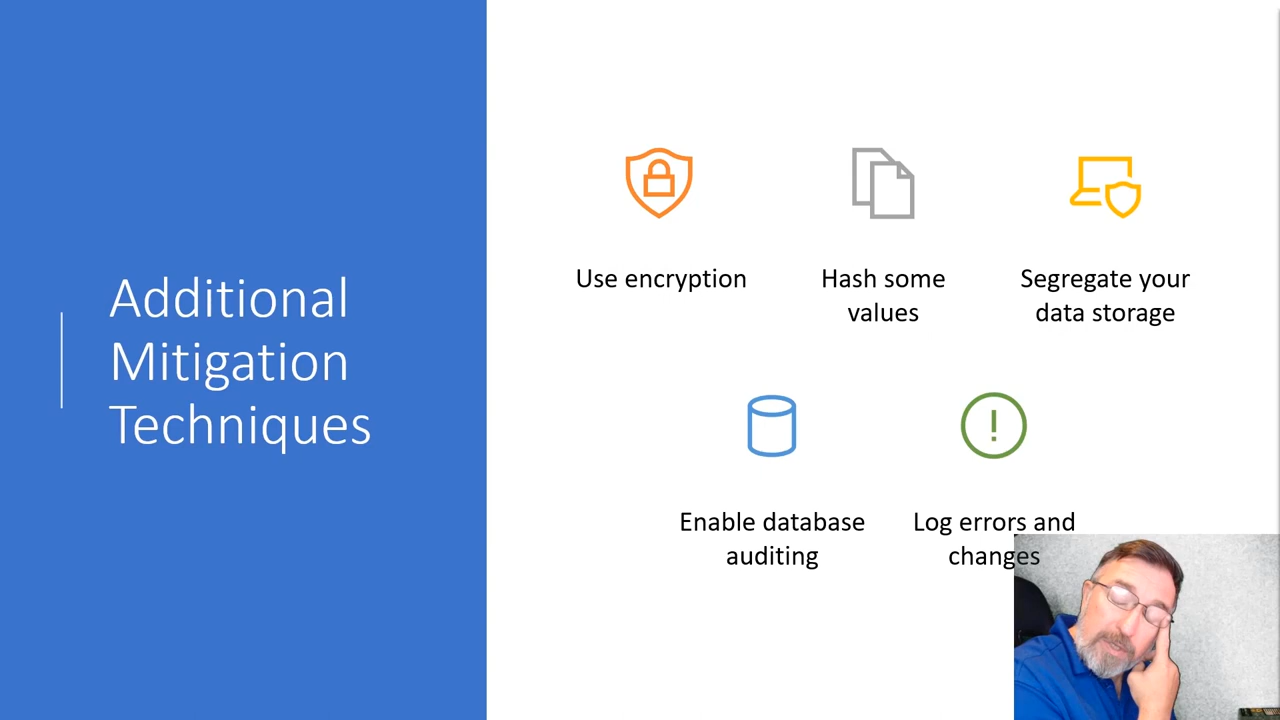 Additional
Mitigation
Techniques
Use encryption
Hash some
values
Segregate your
data storage
Enable database
auditing
Log errors and
changes